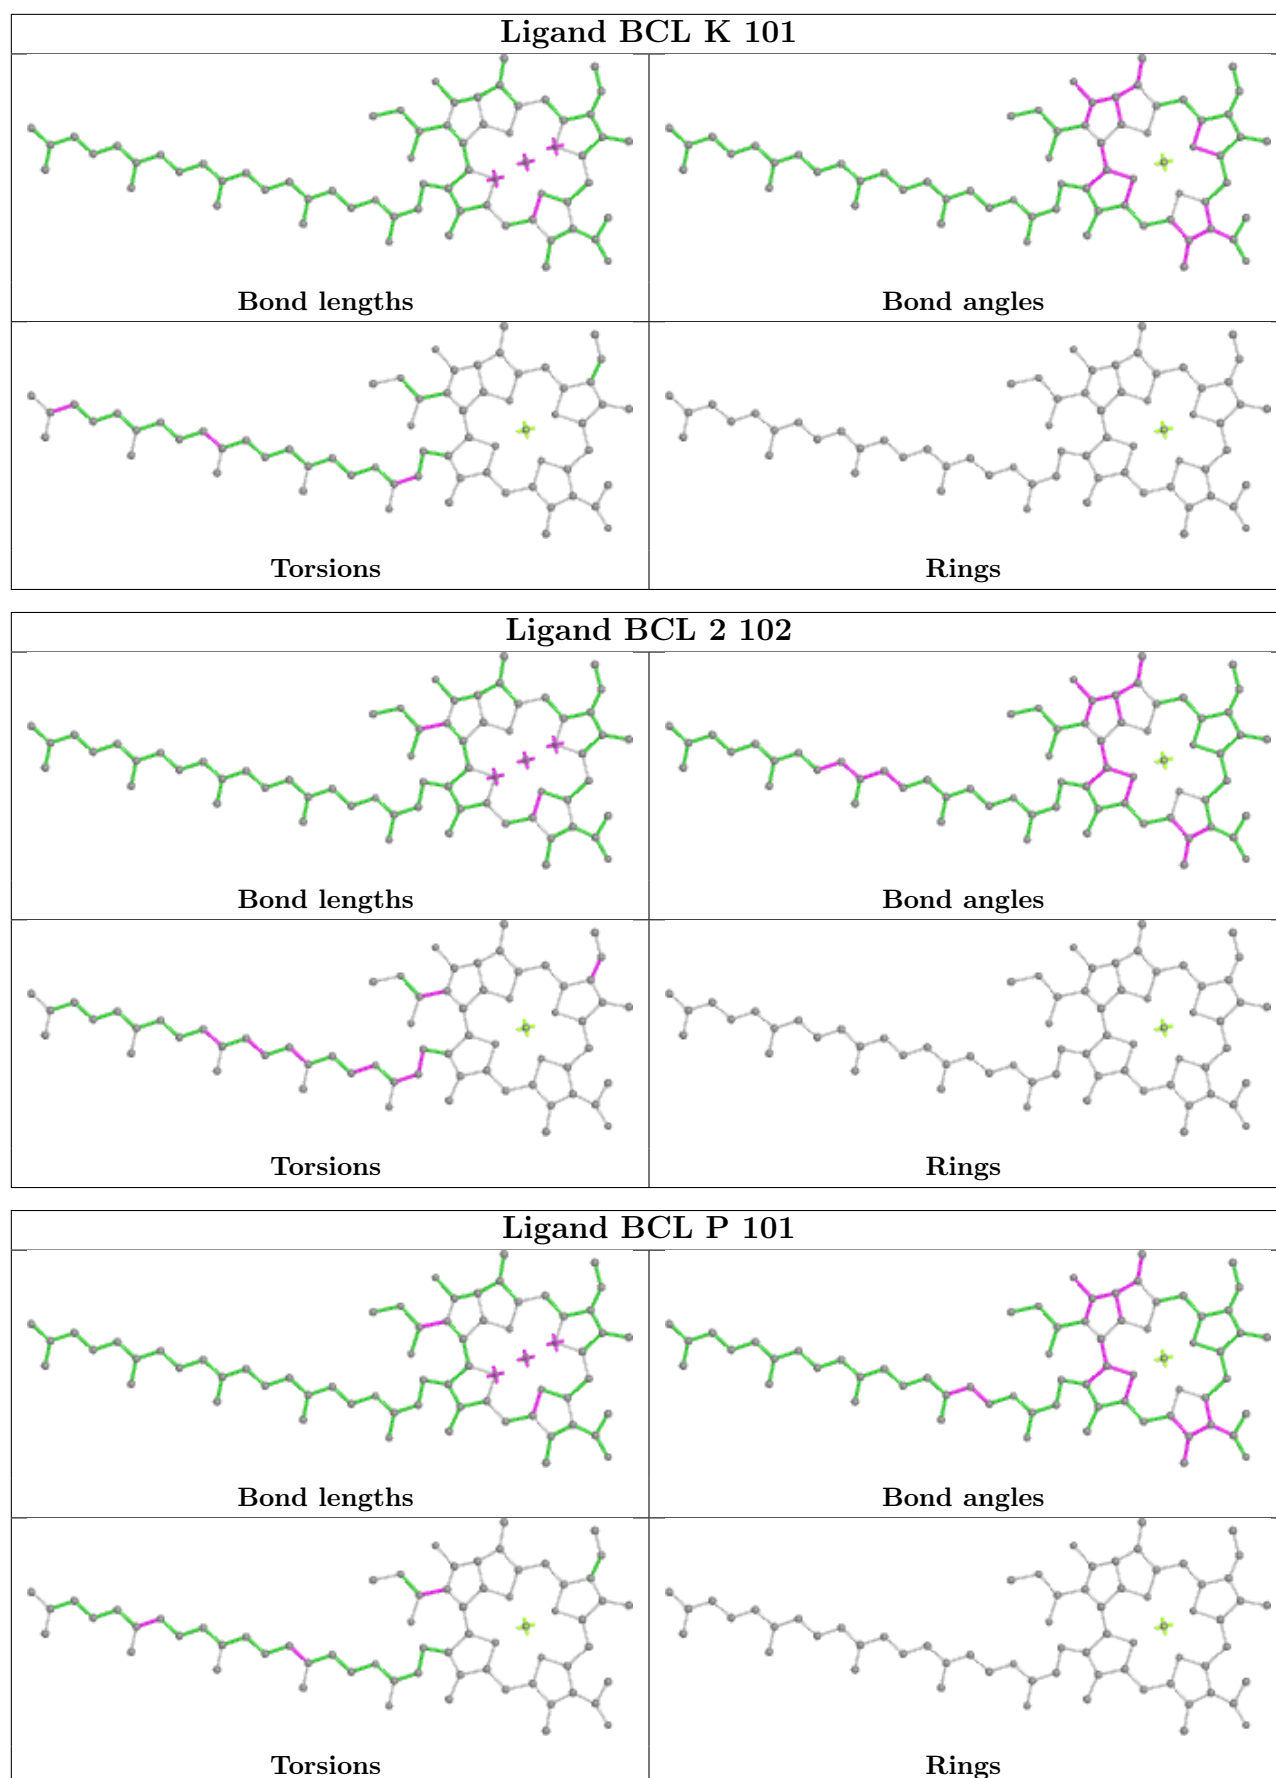 Ligand BCL K 101
Bond lengths
Bond angles
Torsions
Rings
Ligand BCL 2 102
Bond lengths
Bond angles
Torsions
Rings
Ligand BCL P 101
Bond lengths
Bond angles
Torsions
Rings